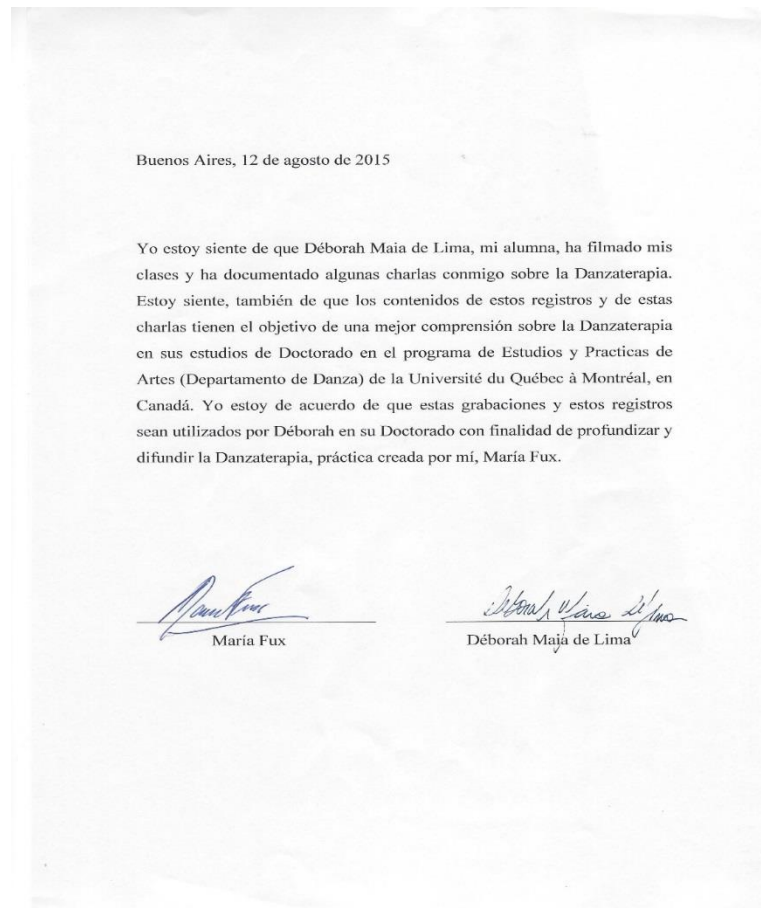 Buenos Aires, 12 de agosto de 2015
Yo estoy siente de que Déborah Maia de Lima, mi alumna, ha filmado mis
clases y ha documentado algunas charlas conmigo sobre la Danzaterapia.
Estoy siente, también de que los contenidos de estos registros y de estas
charlas tienen el objetivo de una mejor comprensión sobre la Danzaterapia
en sus estudios de Doctorado en el programa de Estudios y Practicas de
Artes (Departamento de Danza) de la Université du Québec à Montréal, en
Canadá. Yo estoy de acuerdo de que estas grabaciones y estos registros
sean utilizados por Déborah en su Doctorado con finalidad de profundizar y
difundir la Danzaterapia, práctica creada por mí, María Fux.
María Fux
Déborah Maia de Lima